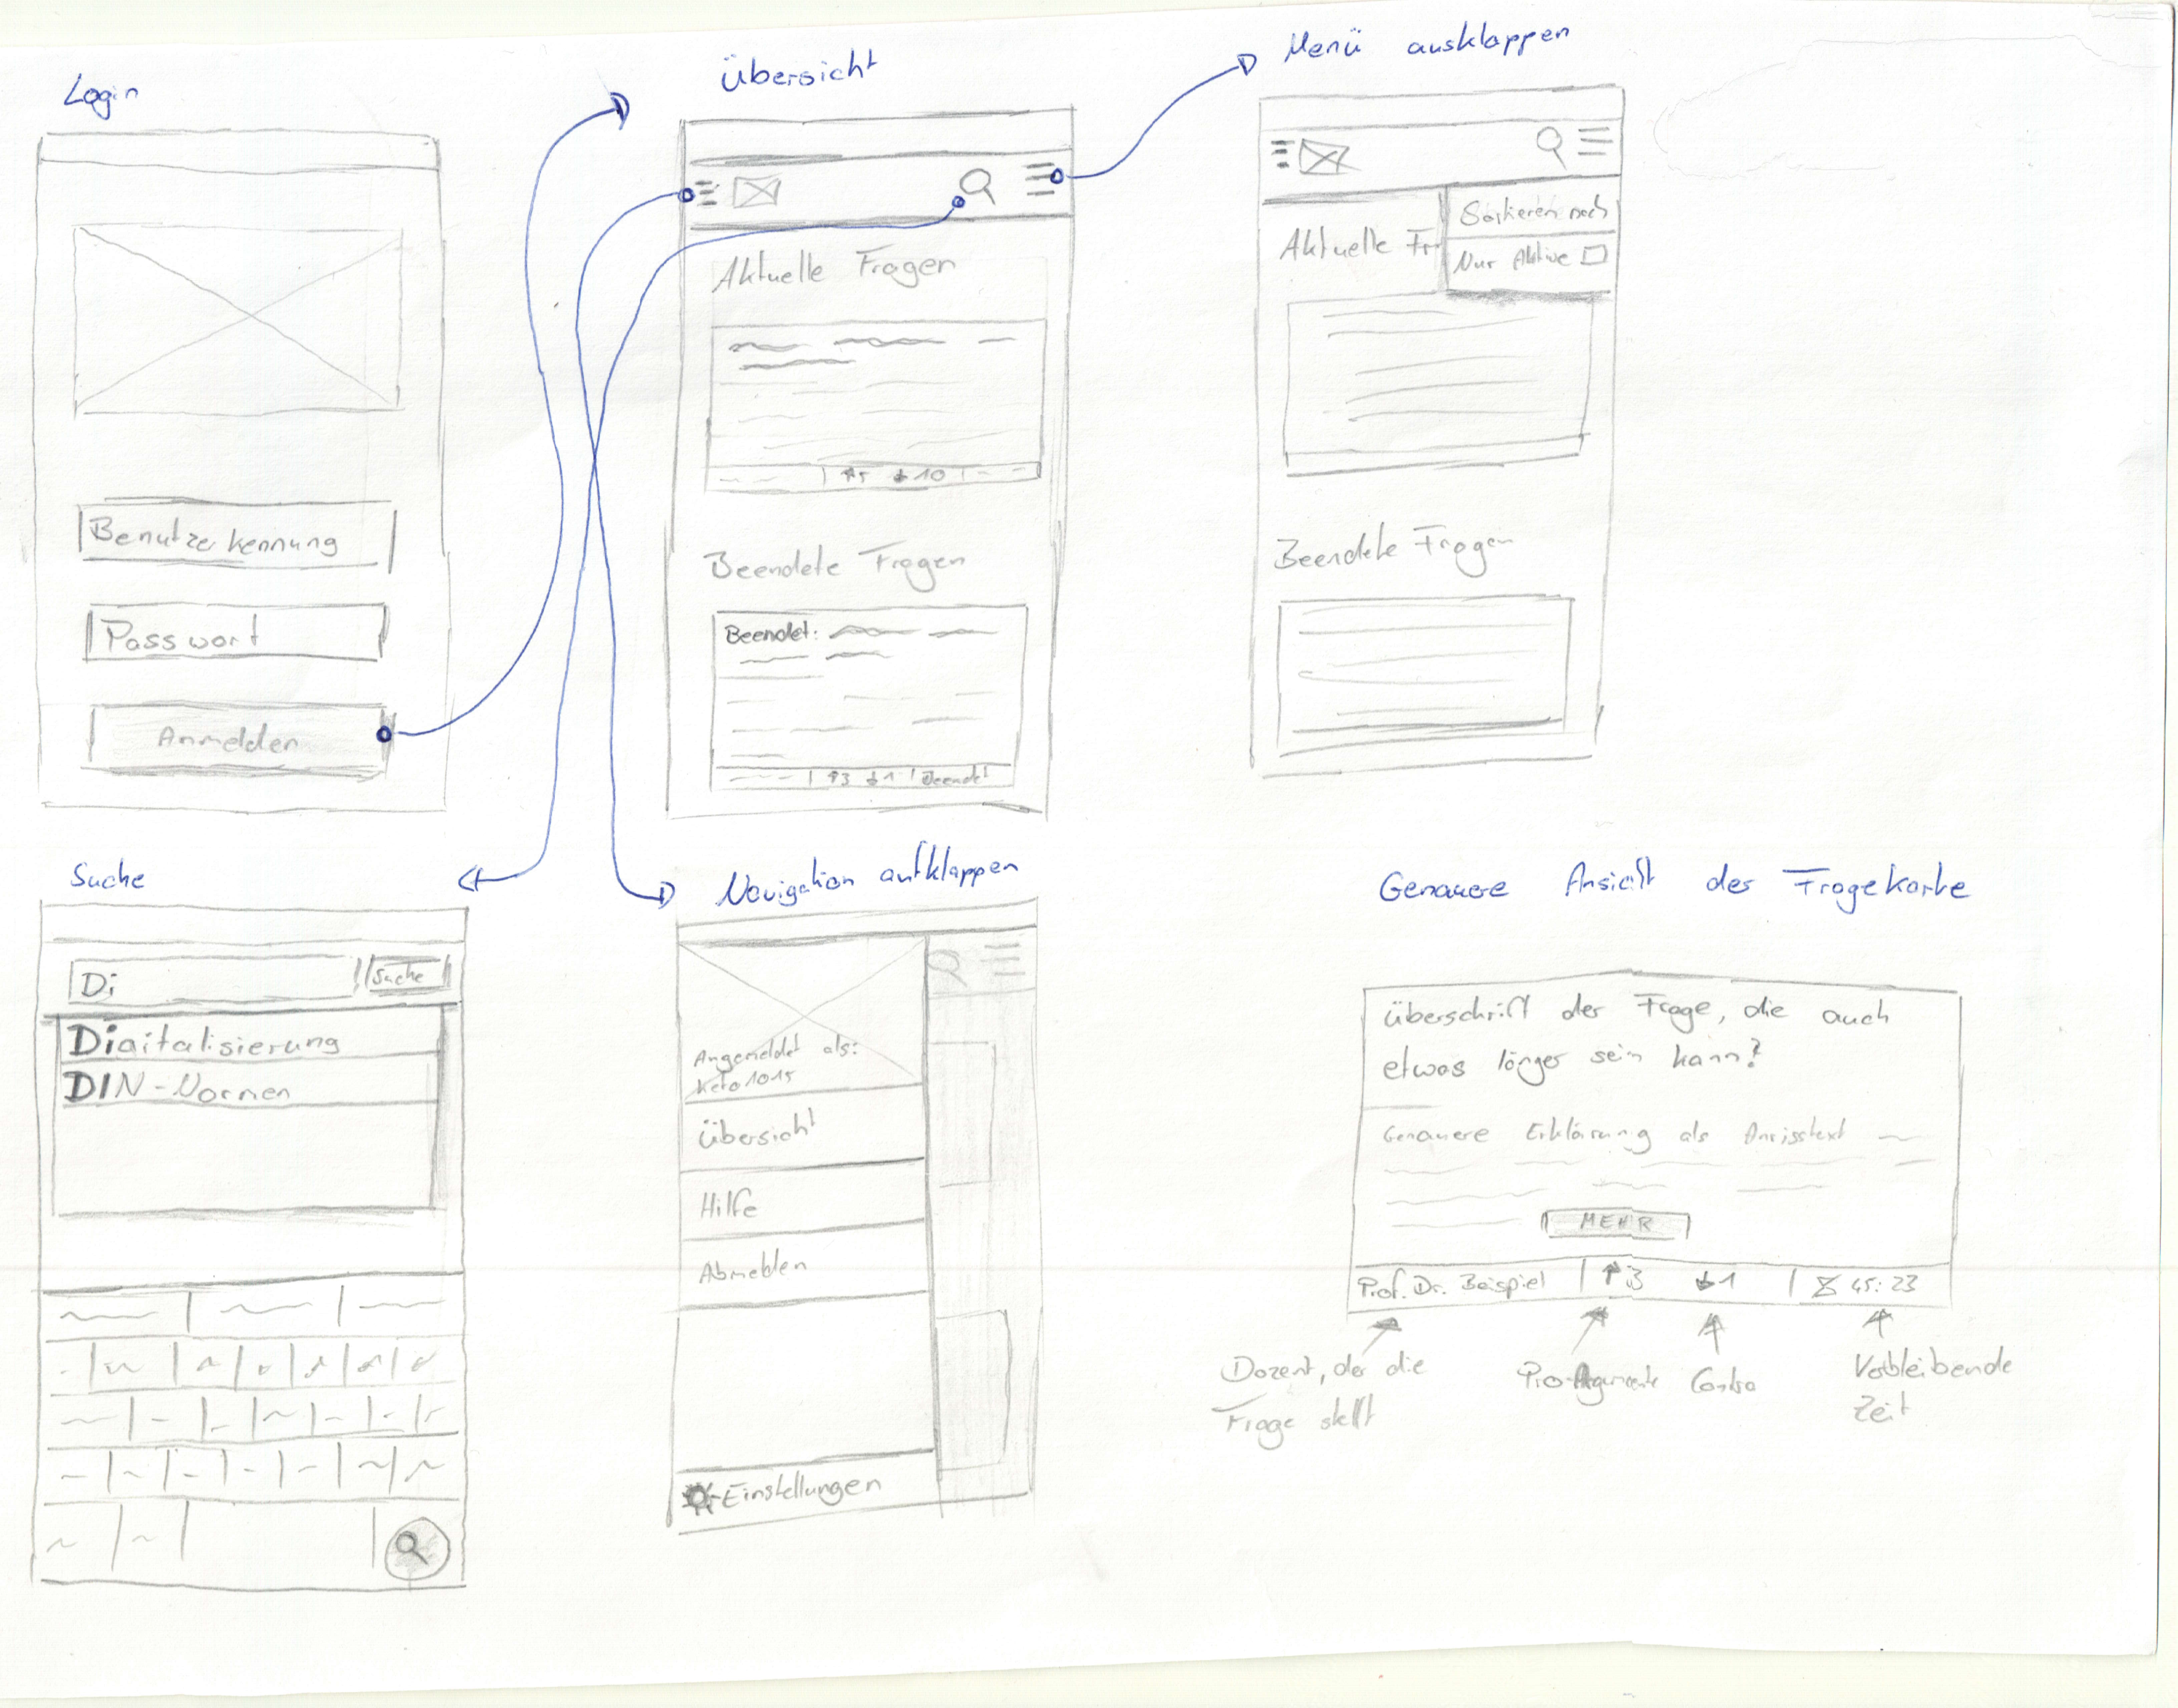 Login
Benutzerkennung
Passwort
Anmelden
Übersicht
Aktuelle Fragen
↑5 ↓10
Beendete Fragen
Beendet:
↑3 ↓1 Beendet
Menü ausklappen
Sortieren nach
Nur Aktive
Aktuelle Fr
Beendete Fragen
Suche
Di
Suche
Digitalisierung
DIN-Normen
Navigation aufklappen
Angemeldet als:
keto1015
Übersicht
Hilfe
Abmelden
Einstellungen
Genauere Ansicht der Fragekarte
Überschrift der Frage, die auch
etwas länger sein kann?
Genauere Erklärung als Anrisstext
MEHR
Prof. Dr. Beispiel ↑3 ↓1 45:23
Dozent, der die
Frage stellt
Pro-Argumente
Contra
Verbleibende
Zeit